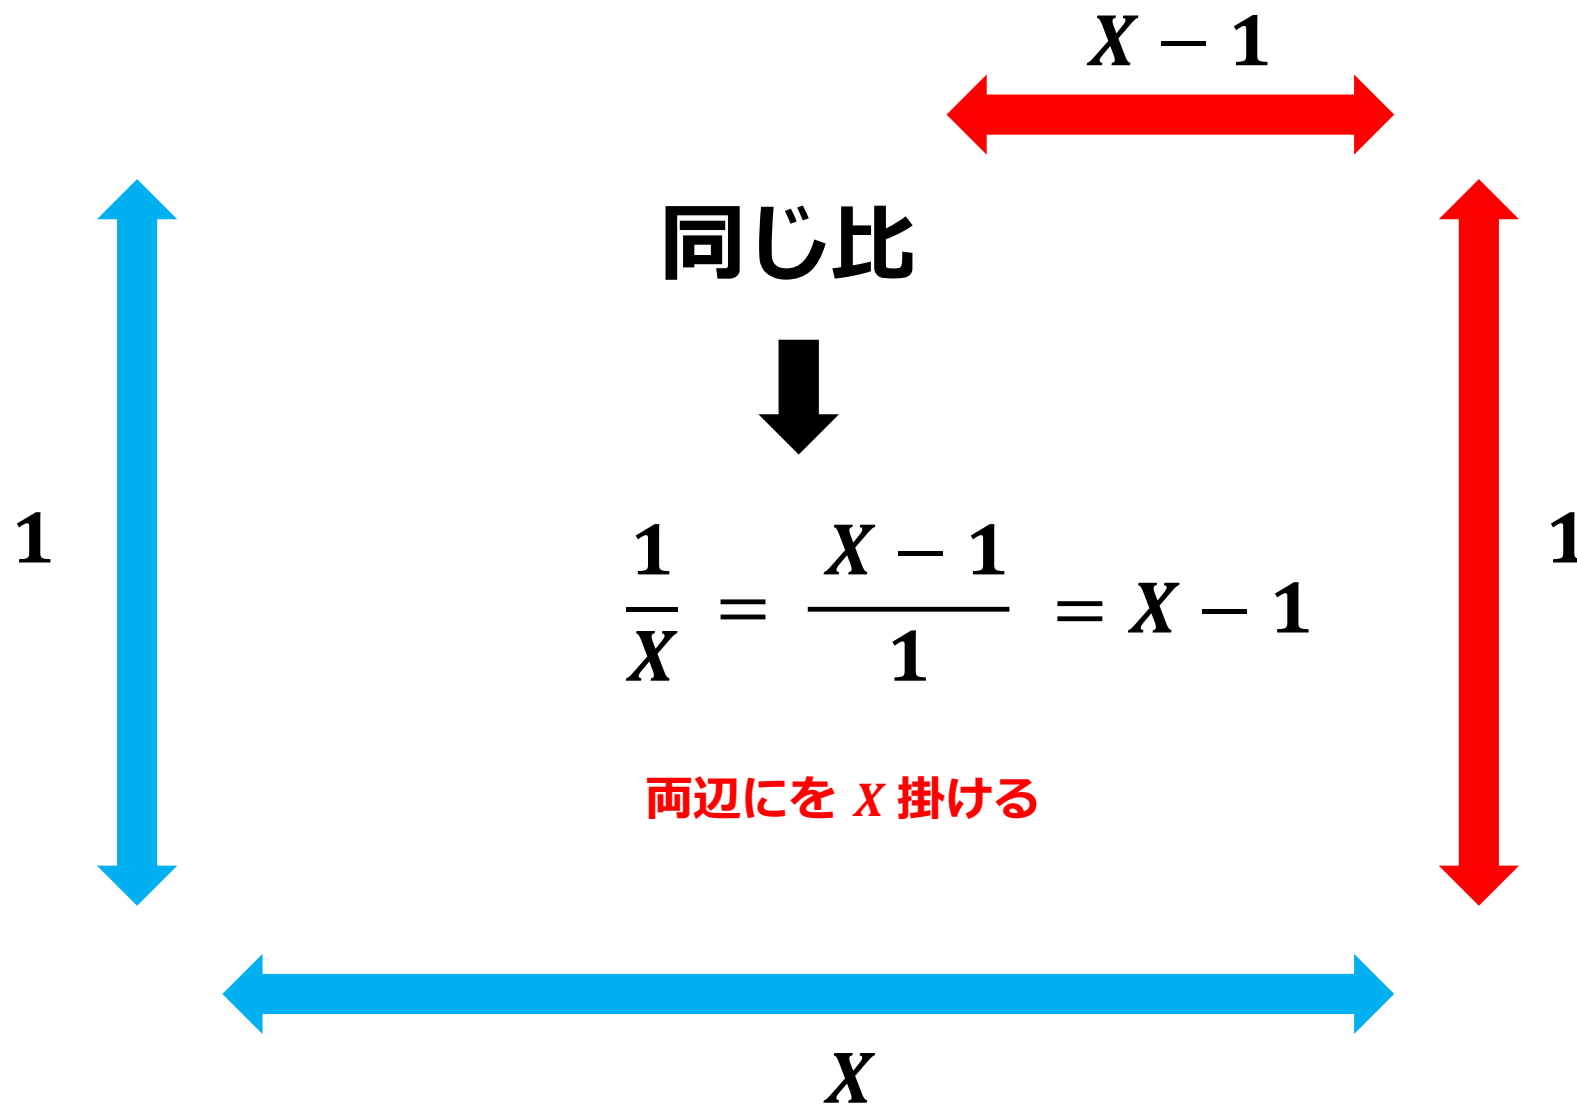 X − 1
同じ比
1
1
1/X = (X − 1)/1 = X − 1
両辺にを X 掛ける
X